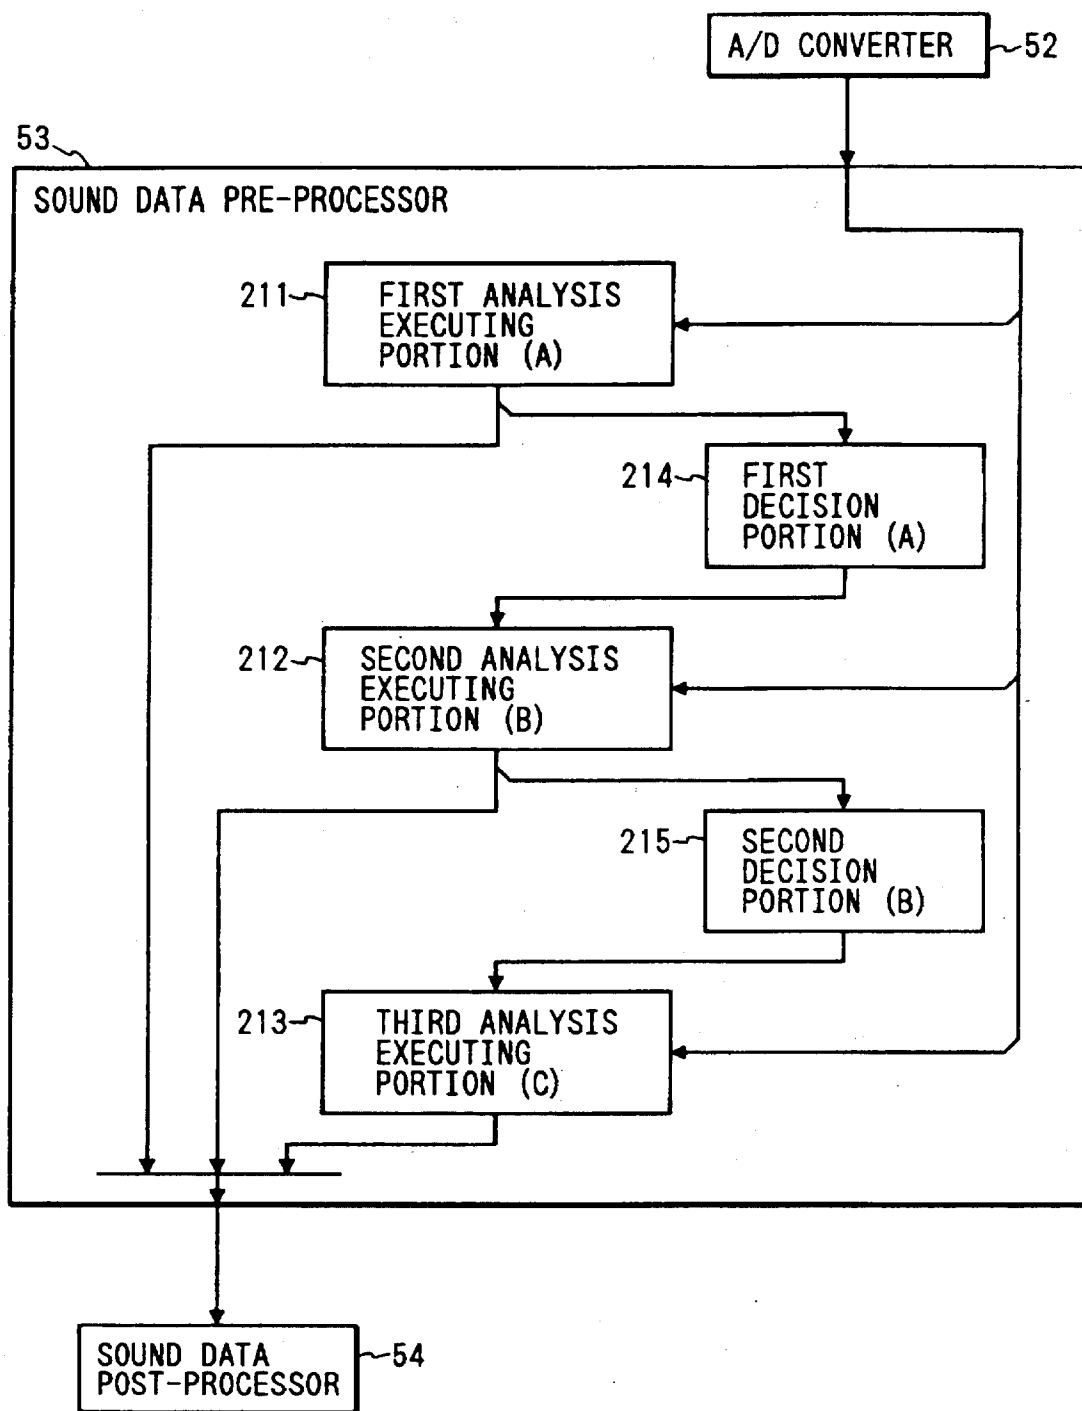 A/D CONVERTER
52
53
SOUND DATA PRE-PROCESSOR
211
FIRST ANALYSIS
EXECUTING
PORTION (A)
214
FIRST
DECISION
PORTION (A)
212
SECOND ANALYSIS
EXECUTING
PORTION (B)
215
SECOND
DECISION
PORTION (B)
213
THIRD ANALYSIS
EXECUTING
PORTION (C)
SOUND DATA
POST-PROCESSOR
54